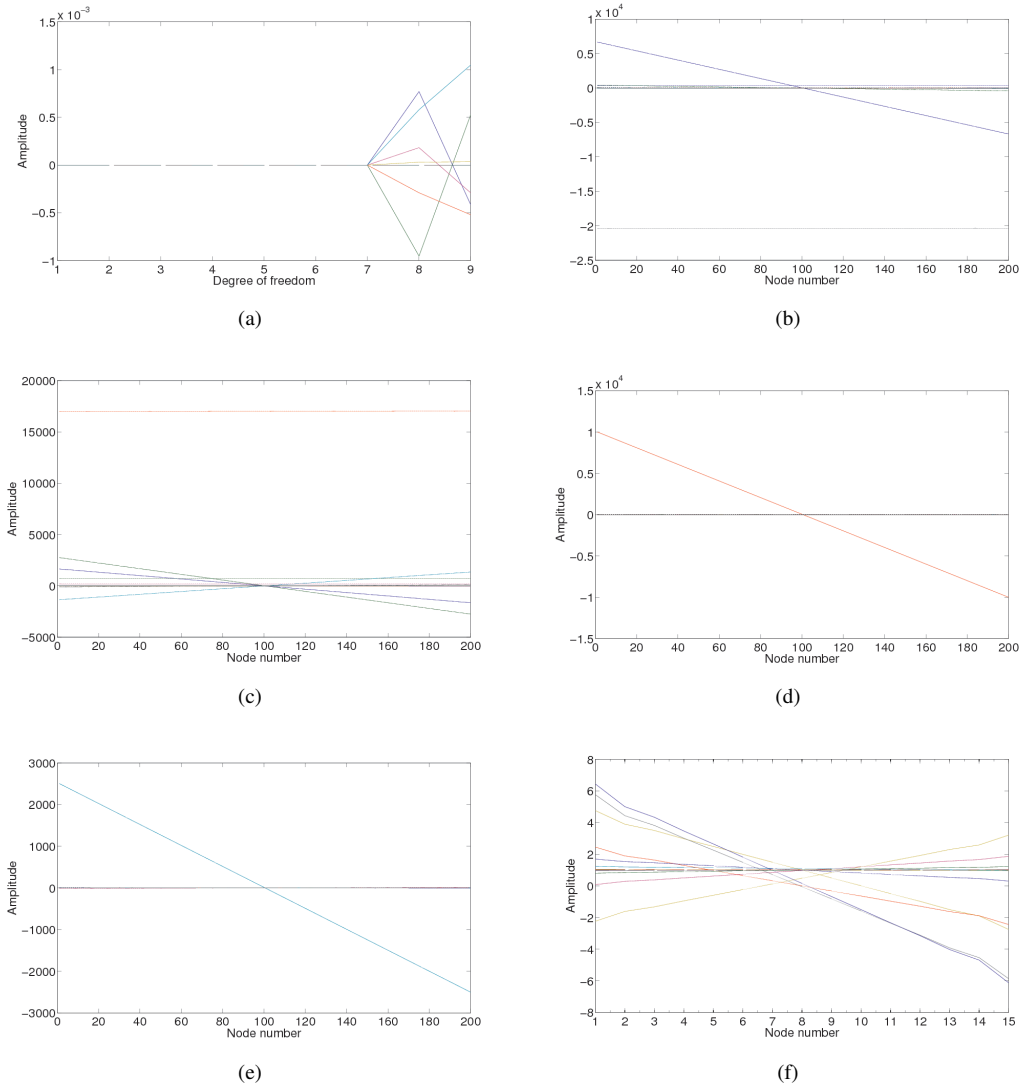 1.5 x 10⁻³
1
0.5
0
−0.5
−1
Amplitude
1 2 3 4 5 6 7 8 9
Degree of freedom
(a)
1 x 10⁴
0.5
0
−0.5
−1
−1.5
−2
−2.5
Amplitude
0 20 40 60 80 100 120 140 160 180 200
Node number
(b)
20000
15000
10000
5000
0
−5000
Amplitude
0 20 40 60 80 100 120 140 160 180 200
Node number
(c)
1.5 x 10⁴
1
0.5
0
−0.5
−1
−1.5
Amplitude
0 20 40 60 80 100 120 140 160 180 200
Node number
(d)
3000
2000
1000
0
−1000
−2000
−3000
Amplitude
0 20 40 60 80 100 120 140 160 180 200
Node number
(e)
8
6
4
2
0
−2
−4
−6
−8
Amplitude
1 2 3 4 5 6 7 8 9 10 11 12 13 14 15
Node number
(f)